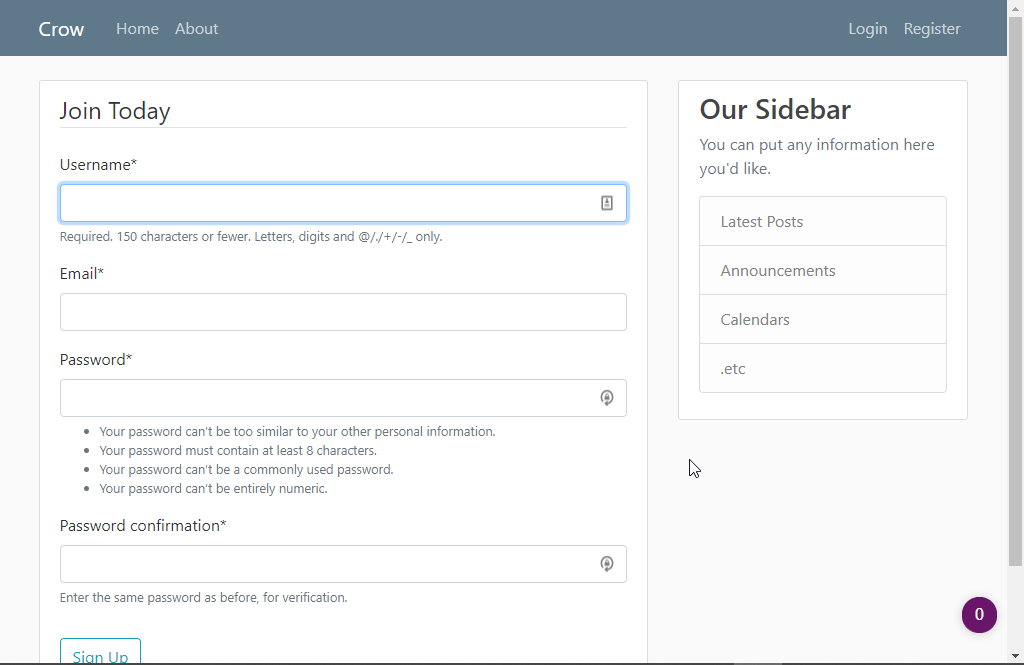 Crow Home About Login Register
Join Today
Username*
Required. 150 characters or fewer. Letters, digits and @/./+/-/_ only.
Email*
Password*
Your password can't be too similar to your other personal information.
Your password must contain at least 8 characters.
Your password can't be a commonly used password.
Your password can't be entirely numeric.
Password confirmation*
Enter the same password as before, for verification.
Sign Up
Our Sidebar
You can put any information here
you'd like.
Latest Posts
Announcements
Calendars
.etc
0